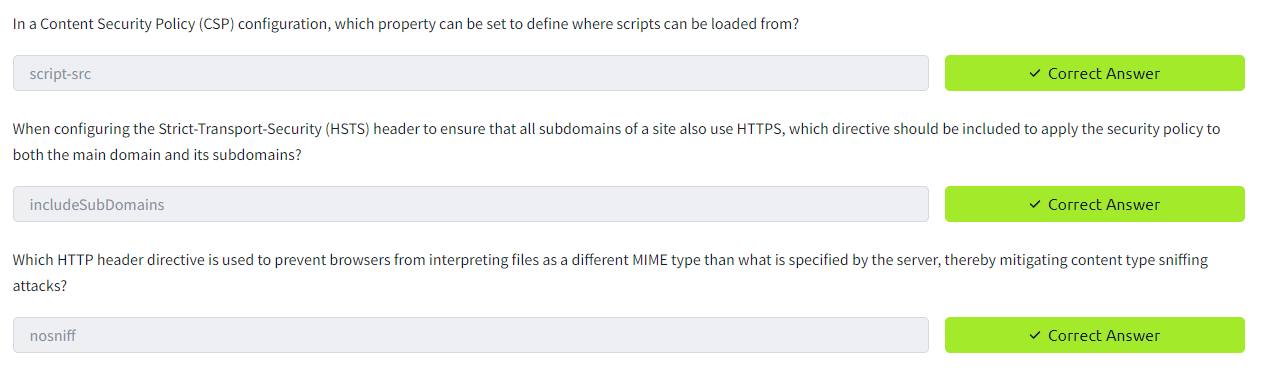 In a Content Security Policy (CSP) configuration, which property can be set to define where scripts can be loaded from?
script-src
✓ Correct Answer
When configuring the Strict-Transport-Security (HSTS) header to ensure that all subdomains of a site also use HTTPS, which directive should be included to apply the security policy to
both the main domain and its subdomains?
includeSubDomains
✓ Correct Answer
Which HTTP header directive is used to prevent browsers from interpreting files as a different MIME type than what is specified by the server, thereby mitigating content type sniffing
attacks?
nosniff
✓ Correct Answer